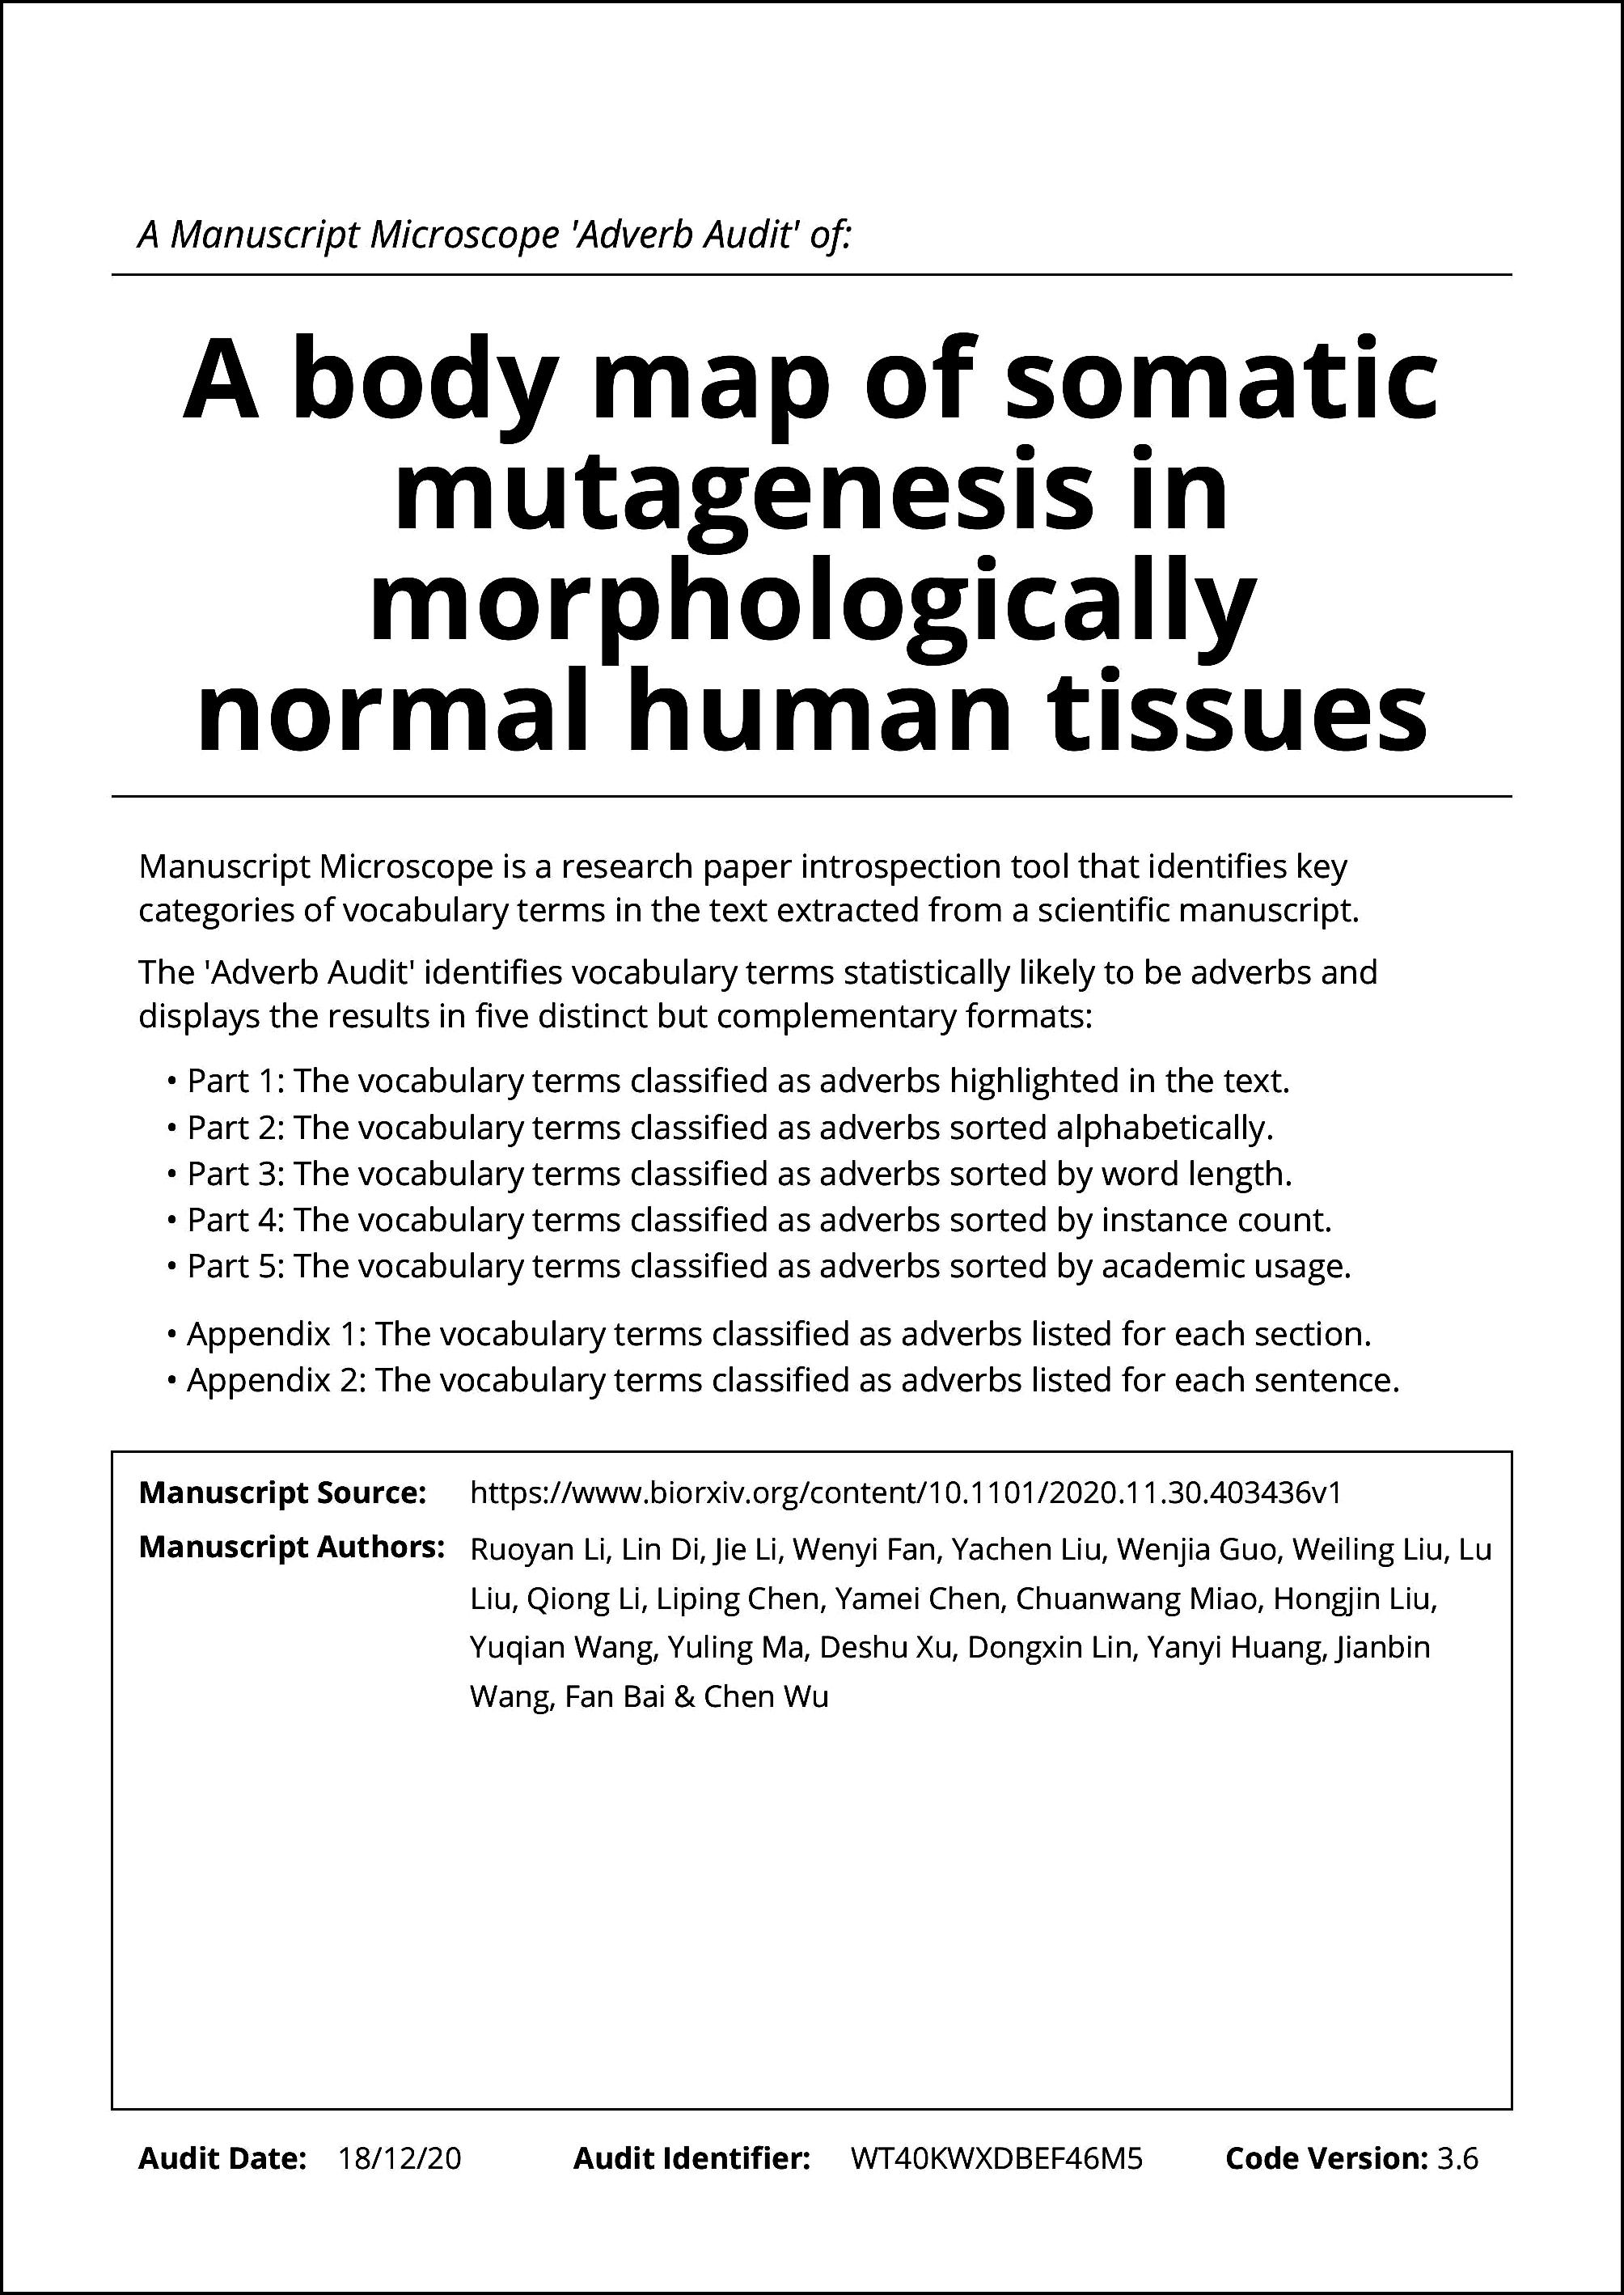 A Manuscript Microscope 'Adverb Audit' of:
A body map of somatic
mutagenesis in
morphologically
normal human tissues
Manuscript Microscope is a research paper introspection tool that identifies key
categories of vocabulary terms in the text extracted from a scientific manuscript.
The 'Adverb Audit' identifies vocabulary terms statistically likely to be adverbs and
displays the results in five distinct but complementary formats:
• Part 1: The vocabulary terms classified as adverbs highlighted in the text.
• Part 2: The vocabulary terms classified as adverbs sorted alphabetically.
• Part 3: The vocabulary terms classified as adverbs sorted by word length.
• Part 4: The vocabulary terms classified as adverbs sorted by instance count.
• Part 5: The vocabulary terms classified as adverbs sorted by academic usage.
• Appendix 1: The vocabulary terms classified as adverbs listed for each section.
• Appendix 2: The vocabulary terms classified as adverbs listed for each sentence.
Manuscript Source: https://www.biorxiv.org/content/10.1101/2020.11.30.403436v1
Manuscript Authors: Ruoyan Li, Lin Di, Jie Li, Wenyi Fan, Yachen Liu, Wenjia Guo, Weiling Liu, Lu
Liu, Qiong Li, Liping Chen, Yamei Chen, Chuanwang Miao, Hongjin Liu,
Yuqian Wang, Yuling Ma, Deshu Xu, Dongxin Lin, Yanyi Huang, Jianbin
Wang, Fan Bai & Chen Wu
Audit Date: 18/12/20 Audit Identifier: WT40KWXDBEF46M5 Code Version: 3.6